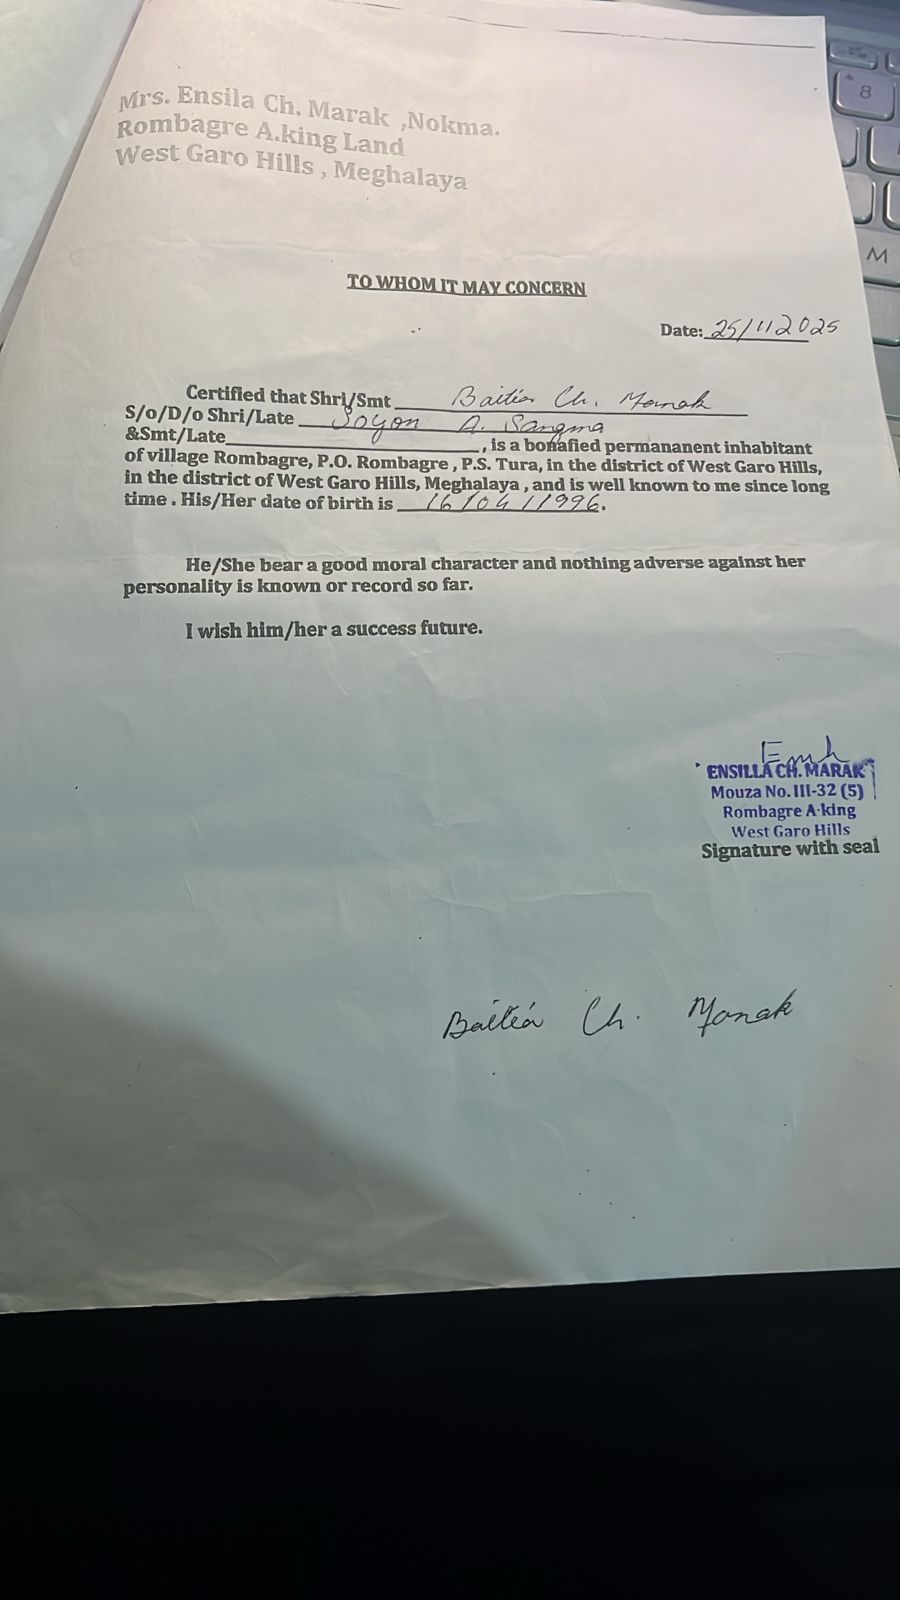 Mrs. Ensila Ch. Marak ,Nokma.
Rombagre A.king Land
West Garo Hills , Meghalaya
TO WHOM IT MAY CONCERN
Date: 25/11/2025
Certified that Shri/Smt Baitia Ch. Marak
S/o/D/o Shri/Late Soyon A. Sangma
&Smt/Late , is a bonafied permananent inhabitant
of village Rombagre, P.O. Rombagre , P.S. Tura, in the district of West Garo Hills,
in the district of West Garo Hills, Meghalaya , and is well known to me since long
time . His/Her date of birth is 16/04/1996.
He/She bear a good moral character and nothing adverse against her
personality is known or record so far.
I wish him/her a success future.
ENSILLA CH. MARAK
Mouza No. III-32 (5)
Rombagre A·king
West Garo Hills
Signature with seal
Baitia Ch. Marak
8
M